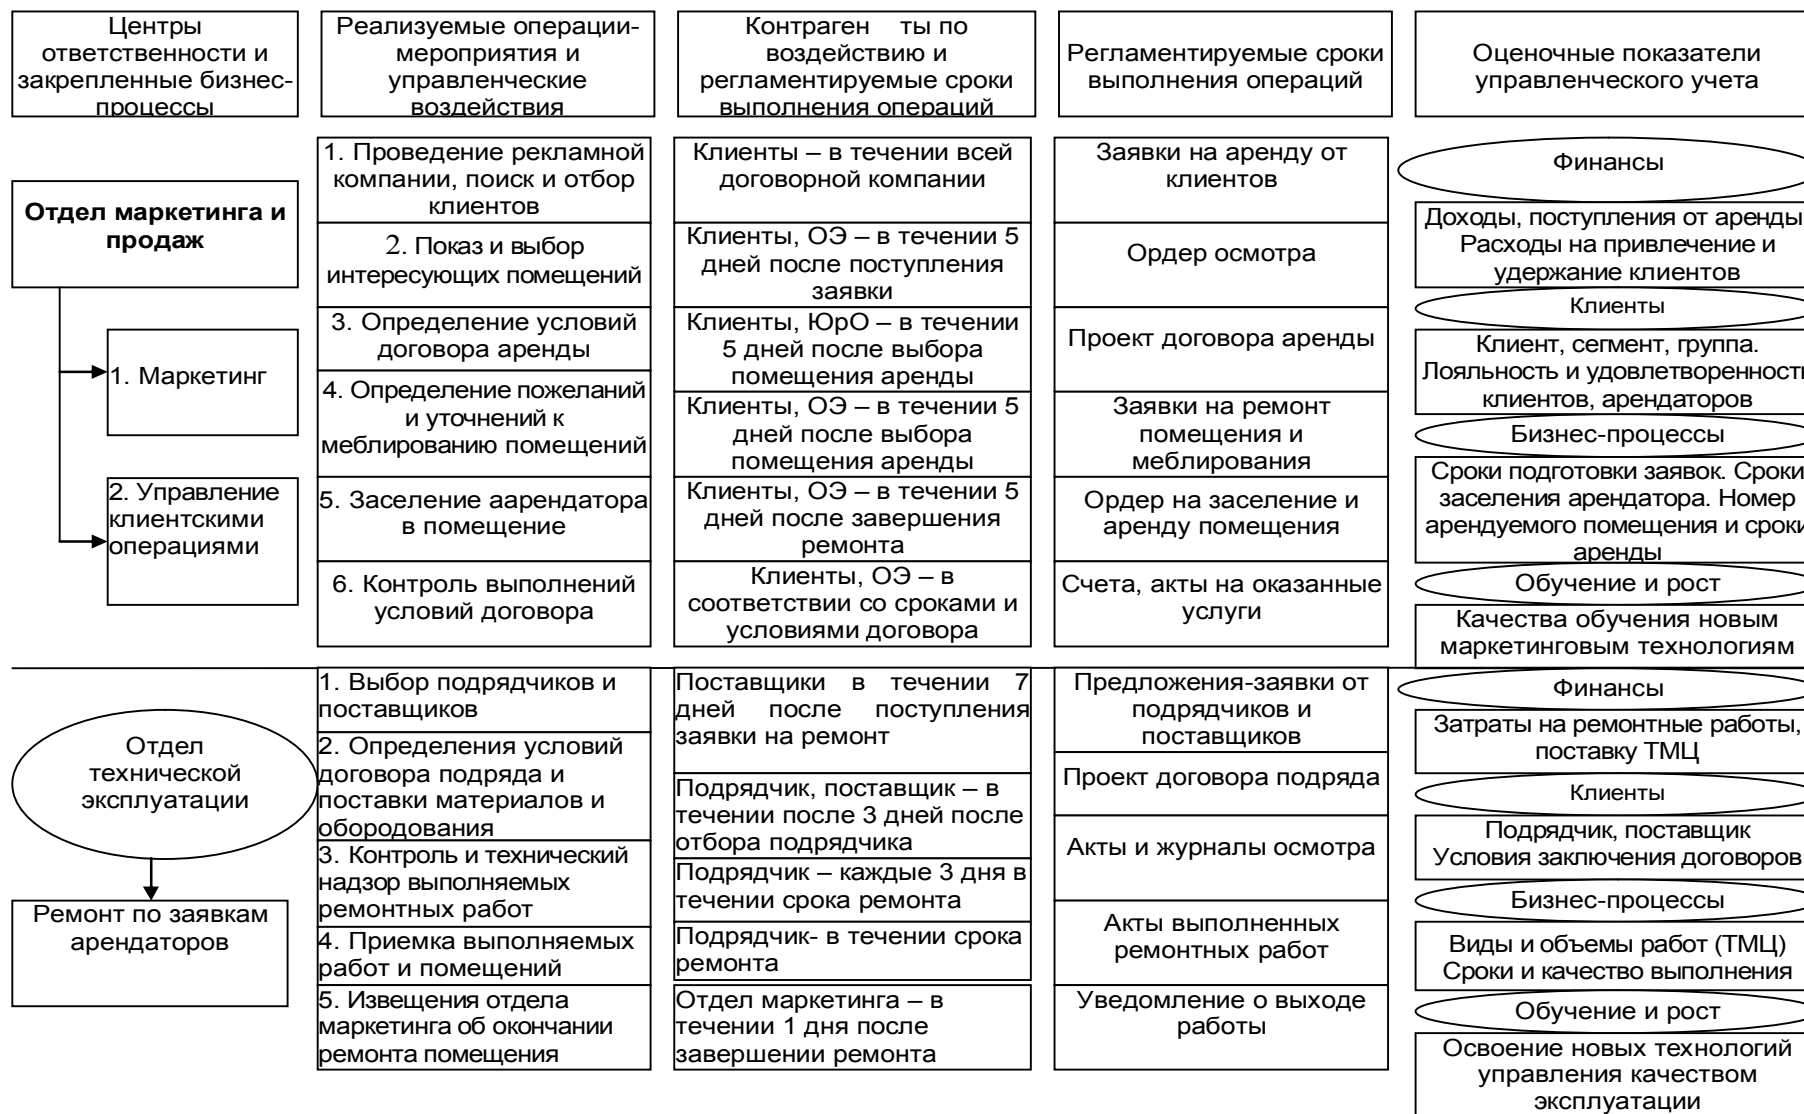 Центры
ответственности и
закрепленные бизнес-
процессы
Реализуемые операции-
мероприятия и
управленческие
воздействия
Контраген ты по
воздействию и
регламентируемые сроки
выполнения операций
Регламентируемые сроки
выполнения операций
Оценочные показатели
управленческого учета
Отдел маркетинга и
продаж
1. Маркетинг
2. Управление
клиентскими
операциями
1. Проведение рекламной
компании, поиск и отбор
клиентов
2. Показ и выбор
интересующих помещений
3. Определение условий
договора аренды
4. Определение пожеланий
и уточнений к
меблированию помещений
5. Заселение аарендатора
в помещение
6. Контроль выполнений
условий договора
Клиенты – в течении всей
договорной компании
Клиенты, ОЭ – в течении 5
дней после поступления
заявки
Клиенты, ЮрО – в течении
5 дней после выбора
помещения аренды
Клиенты, ОЭ – в течении 5
дней после выбора
помещения аренды
Клиенты, ОЭ – в течении 5
дней после завершения
ремонта
Клиенты, ОЭ – в
соответствии со сроками и
условиями договора
Заявки на аренду от
клиентов
Ордер осмотра
Проект договора аренды
Заявки на ремонт
помещения и
меблирования
Ордер на заселение и
аренду помещения
Счета, акты на оказанные
услуги
Финансы
Доходы, поступления от аренды
Расходы на привлечение и
удержание клиентов
Клиенты
Клиент, сегмент, группа.
Лояльность и удовлетворенность
клиентов, арендаторов
Бизнес-процессы
Сроки подготовки заявок. Сроки
заселения арендатора. Номер
арендуемого помещения и сроки
аренды
Обучение и рост
Качества обучения новым
маркетинговым технологиям
Отдел
технической
эксплуатации
Ремонт по заявкам
арендаторов
1. Выбор подрядчиков и
поставщиков
2. Определения условий
договора подряда и
поставки материалов и
обородования
3. Контроль и технический
надзор выполняемых
ремонтных работ
4. Приемка выполняемых
работ и помещений
5. Извещения отдела
маркетинга об окончании
ремонта помещения
Поставщики в течении 7
дней после поступления
заявки на ремонт
Подрядчик, поставщик – в
течении после 3 дней после
отбора подрядчика
Подрядчик – каждые 3 дня в
течении срока ремонта
Подрядчик- в течении срока
ремонта
Отдел маркетинга – в
течении 1 дня после
завершении ремонта
Предложения-заявки от
подрядчиков и
поставщиков
Проект договора подряда
Акты и журналы осмотра
Акты выполненных
ремонтных работ
Уведомление о выходе
работы
Финансы
Затраты на ремонтные работы,
поставку ТМЦ
Клиенты
Подрядчик, поставщик
Условия заключения договоров
Бизнес-процессы
Виды и объемы работ (ТМЦ)
Сроки и качество выполнения
Обучение и рост
Освоение новых технологий
управления качеством
эксплуатации